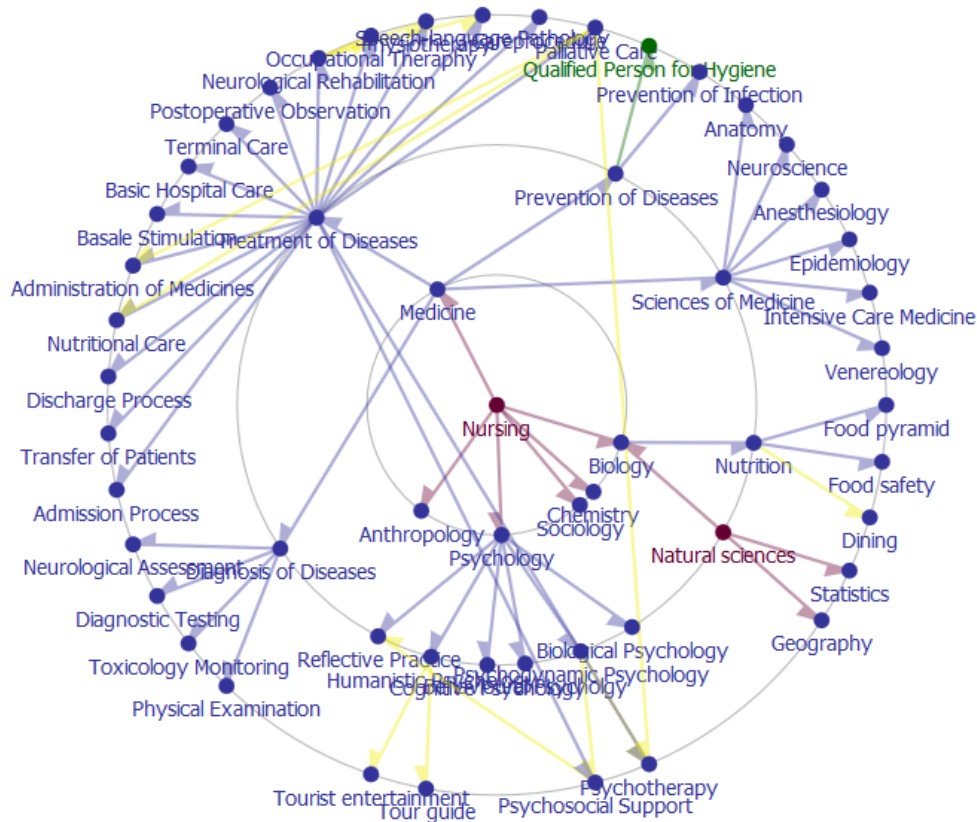 Speech-language Pathology
Physiotherapy
Occupational Theraphy
Palliative Care
Qualified Person for Hygiene
Neurological Rehabilitation
Prevention of Infection
Postoperative Observation
Anatomy
Terminal Care
Neuroscience
Basic Hospital Care
Prevention of Diseases
Anesthesiology
Basale Stimulation
Treatment of Diseases
Epidemiology
Administration of Medicines
Medicine
Sciences of Medicine
Intensive Care Medicine
Nutritional Care
Venereology
Discharge Process
Nursing
Food pyramid
Transfer of Patients
Biology
Nutrition
Food safety
Admission Process
Anthropology
Chemistry
Sociology
Dining
Neurological Assessment
Diagnosis of Diseases
Psychology
Natural sciences
Statistics
Diagnostic Testing
Geography
Toxicology Monitoring
Reflective Practice
Biological Psychology
Humanistic Psychology
Psychodynamic Psychology
Cognitive Psychology
Physical Examination
Tourist entertainment
Tour guide
Psychotherapy
Psychosocial Support